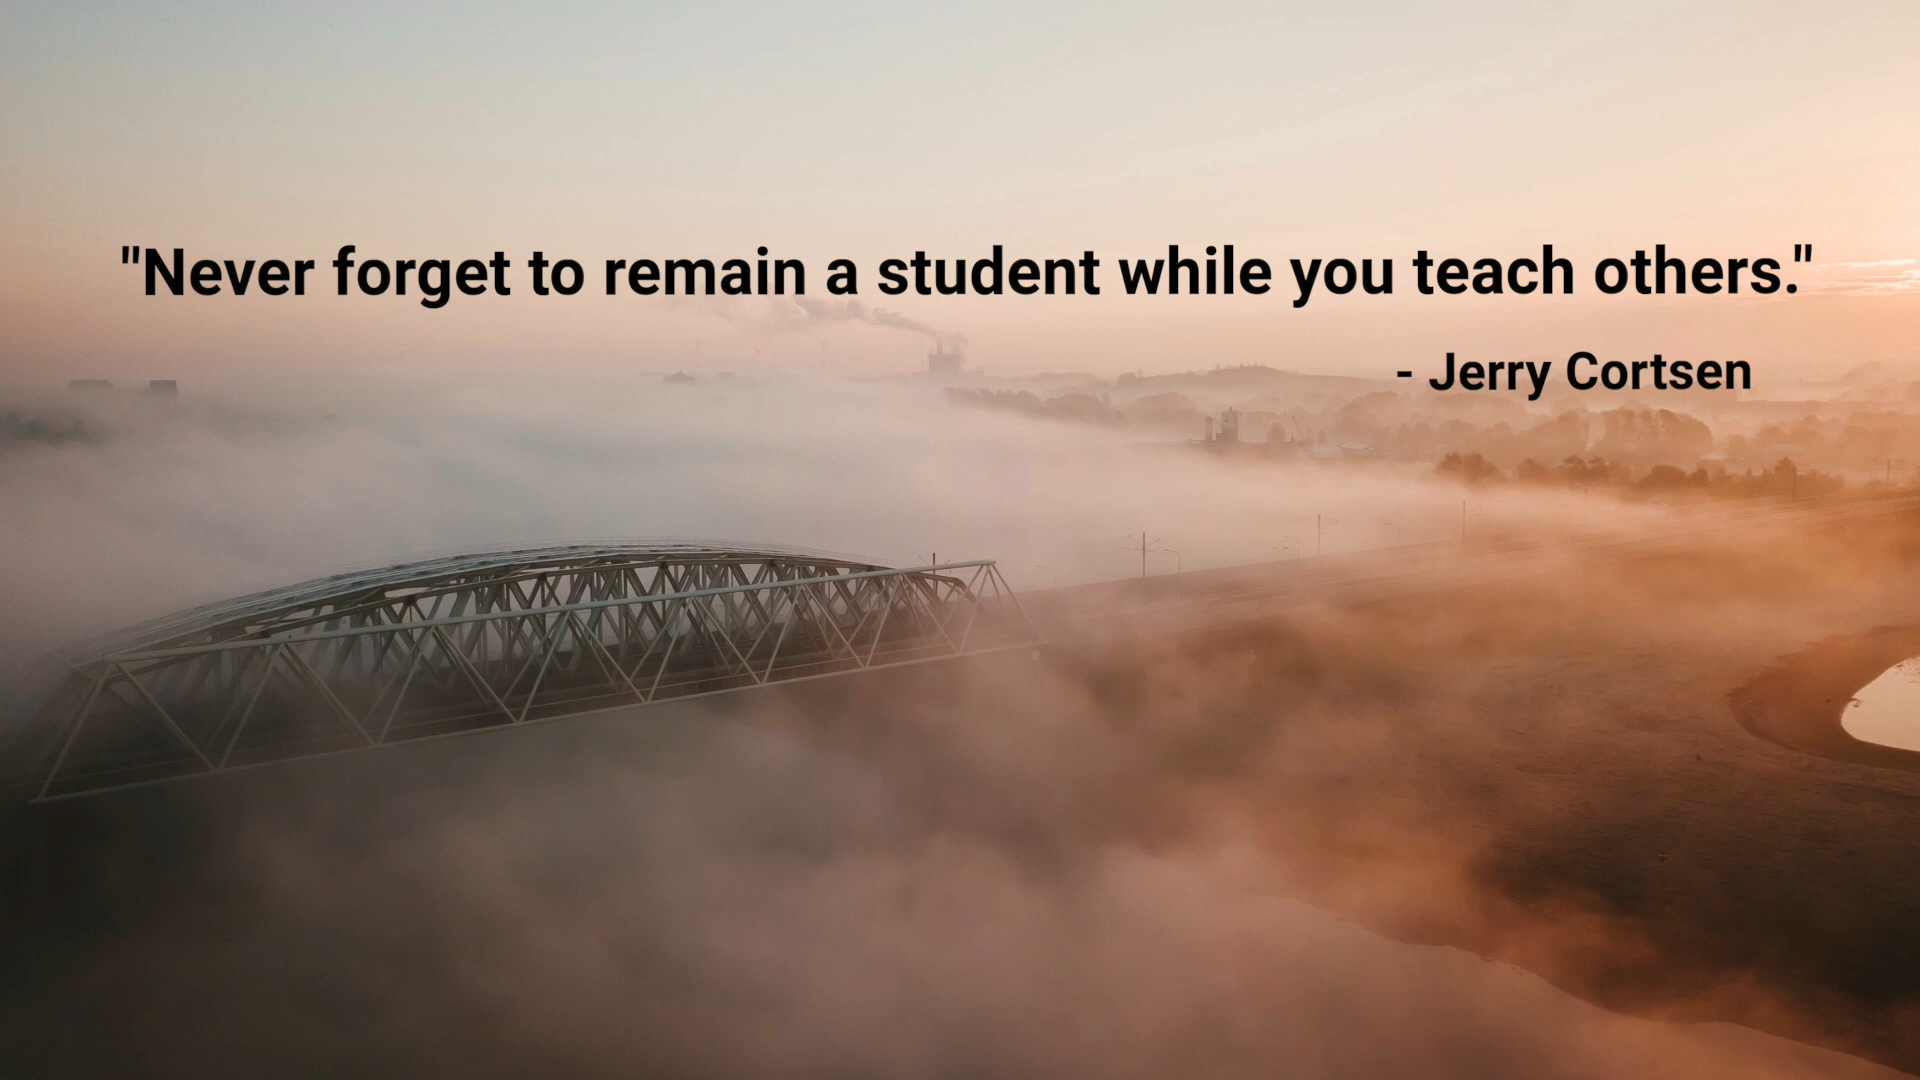 "Never forget to remain a student while you teach others."
- Jerry Cortsen